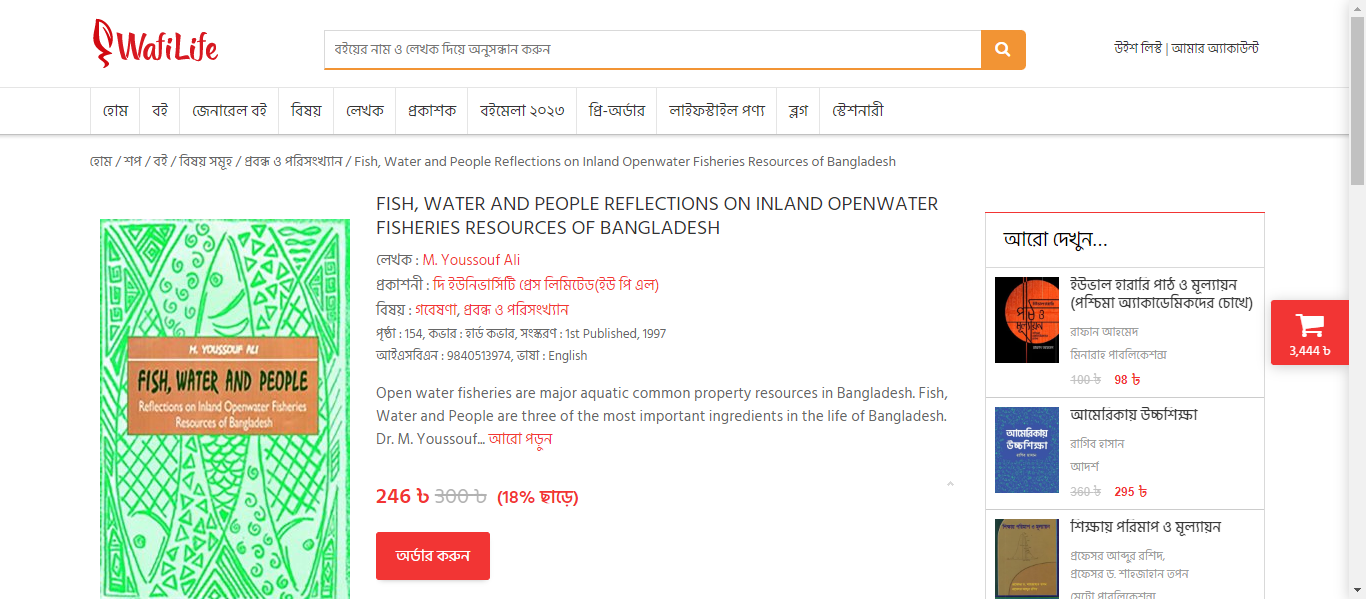 WafiLife
বইয়ের নাম ও লেখক দিয়ে অনুসন্ধান করুন
উইশ লিস্ট | আমার অ্যাকাউন্ট
হোম বই জেনারেল বই বিষয় লেখক প্রকাশক বইমেলা ২০২৩ প্রি-অর্ডার লাইফস্টাইল পণ্য ব্লগ স্টেশনারী
হোম / শপ / বই / বিষয় সমূহ / প্রবন্ধ ও পরিসংখ্যান / Fish, Water and People Reflections on Inland Openwater Fisheries Resources of Bangladesh
M. YOUSSOUF ALI
FISH, WATER AND PEOPLE
Reflections on Inland Openwater Fisheries
Resources of Bangladesh
FISH, WATER AND PEOPLE REFLECTIONS ON INLAND OPENWATER
FISHERIES RESOURCES OF BANGLADESH
লেখক : M. Youssouf Ali
প্রকাশনী : দি ইউনিভার্সিটি প্রেস লিমিটেড(ইউ পি এল)
বিষয় : গবেষণা, প্রবন্ধ ও পরিসংখ্যান
পৃষ্ঠা : 154, কভার : হার্ড কভার, সংস্করণ : 1st Published, 1997
আইএসবিএন : 9840513974, ভাষা : English
Open water fisheries are major aquatic common property resources in Bangladesh. Fish,
Water and People are three of the most important ingredients in the life of Bangladesh.
Dr. M. Youssouf... আরো পড়ুন
246 ৳ 300 ৳ (18% ছাড়ে)
অর্ডার করুন
আরো দেখুন...
ইউভাল হারারি পাঠ ও মূল্যায়ন
(পশ্চিমা অ্যাকাডেমিকদের চোখে)
রাফান আহমেদ
মিনারাহ পাবলিকেশন্স
100 ৳ 98 ৳
আমেরিকায়
উচ্চশিক্ষা
রাগিব হাসান
আমেরিকায় উচ্চশিক্ষা
রাগিব হাসান
আদর্শ
360 ৳ 295 ৳
শিক্ষায় পরিমাপ ও মূল্যায়ন
শিক্ষায় পরিমাপ ও মূল্যায়ন
প্রফেসর আব্দুর রশিদ,
প্রফেসর ড. শাহজাহান তপন
মেট্রো পাবলিকেশন্স
3,444 ৳